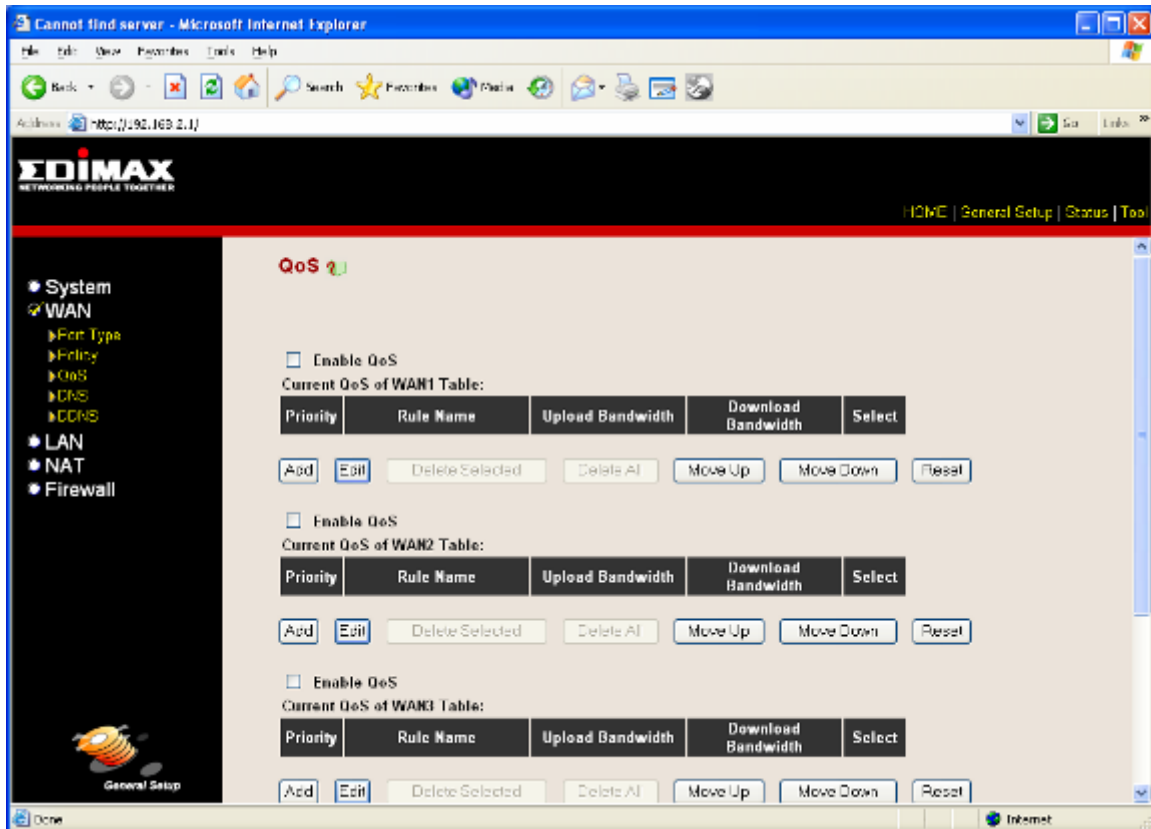 Cannot find server - Microsoft Internet Explorer
File Edit View Favorites Tools Help
Back Search Favorites Media
Address http://192.168.2.1/ Go Links
EDIMAX
NETWORKING PEOPLE TOGETHER
HOME | General Setup | Status | Tool
System
WAN
Port Type
Policy
QoS
DNS
DDNS
LAN
NAT
Firewall
General Setup
QoS
Enable QoS
Current QoS of WAN1 Table:
Priority Rule Name Upload Bandwidth Download Bandwidth Select
Add Edit Delete Selected Delete All Move Up Move Down Reset
Enable QoS
Current QoS of WAN2 Table:
Priority Rule Name Upload Bandwidth Download Bandwidth Select
Add Edit Delete Selected Delete All Move Up Move Down Reset
Enable QoS
Current QoS of WAN3 Table:
Priority Rule Name Upload Bandwidth Download Bandwidth Select
Add Edit Delete Selected Delete All Move Up Move Down Reset
Done Internet